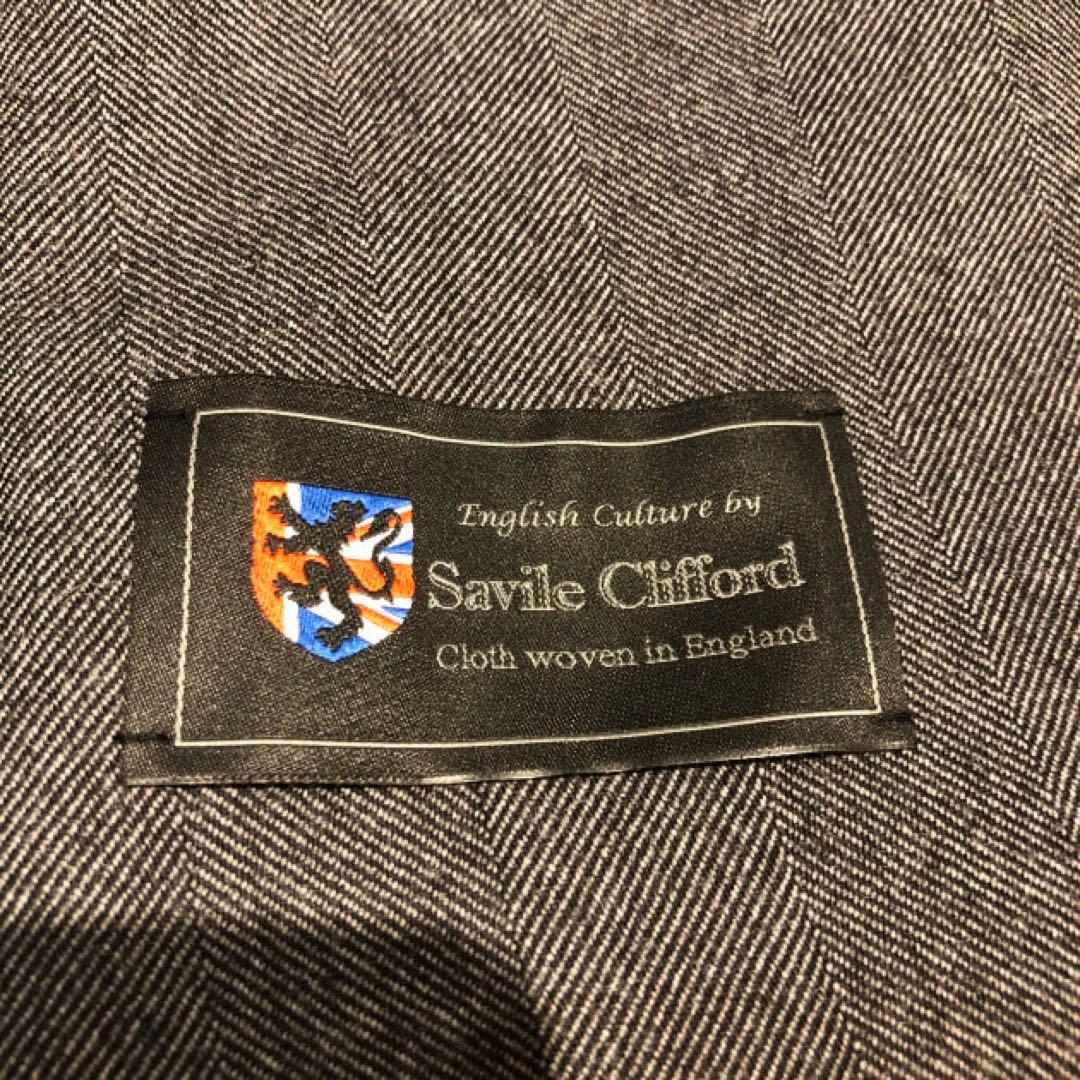 English Culture by
Savile Clifford
Cloth woven in England